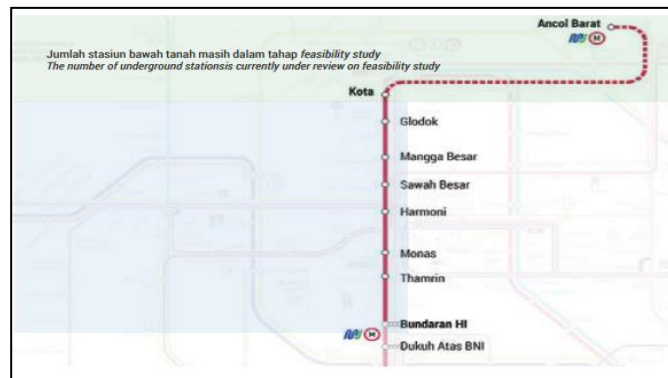 Ancol Barat
M
Jumlah stasiun bawah tanah masih dalam tahap feasibility study
The number of underground stationsis currently under review on feasibility study
Kota
Glodok
Mangga Besar
Sawah Besar
Harmoni
Monas
Thamrin
Bundaran HI
M
Dukuh Atas BNI